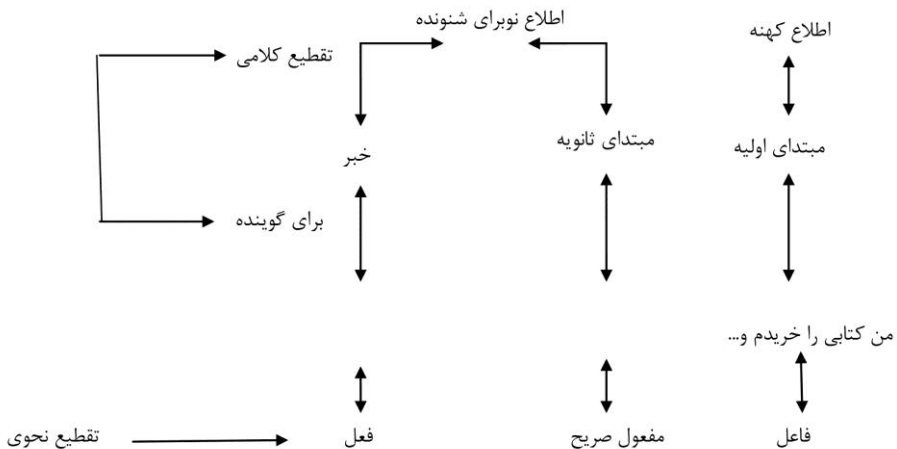 اطلاع کهنه
اطلاع نوبرای شنونده
تقطیع کلامی
مبتدای اولیه
مبتدای ثانویه
خبر
برای گوینده
من کتابی را خریدم و...
فاعل
مفعول صریح
فعل
تقطیع نحوی